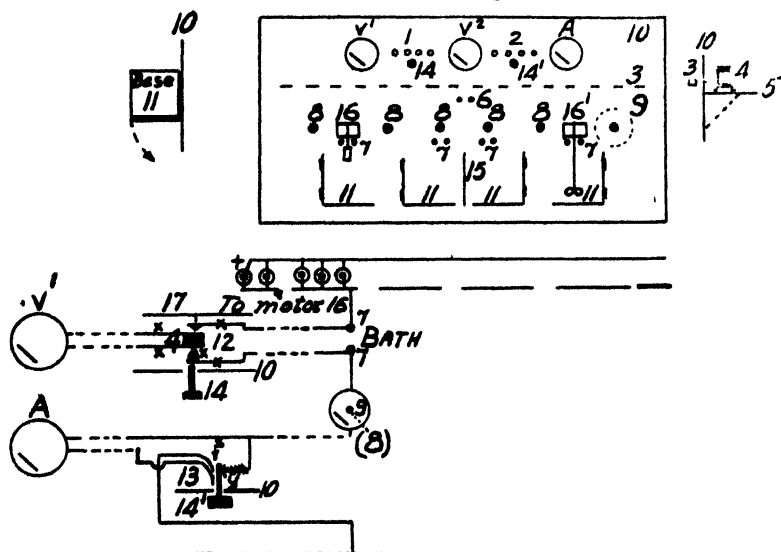 10
Base
11
V' 1 V² 2 A 10
14 14'
3
6
8 16 8 8 8 8 16' 9
7 7 7 7
15
11 11 11 11
10
3 4
5
V'
+
17 To motor 16
7
4 12 BATH
7
10
14
A
9
(8)
13 y
10
14'